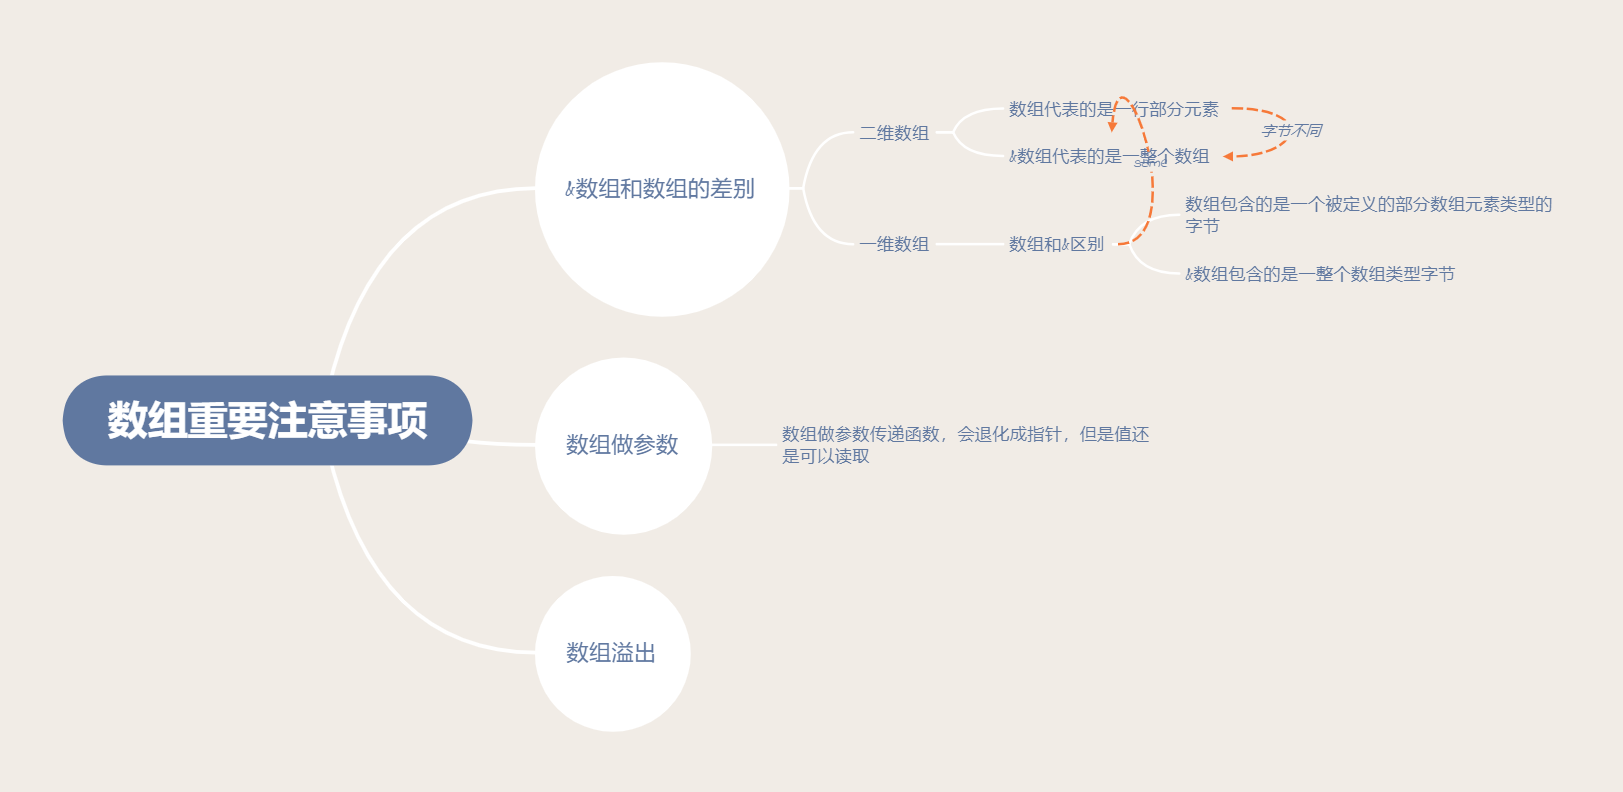 数组重要注意事项
&数组和数组的差别
二维数组
数组代表的是一行部分元素
&数组代表的是一整个数组
字节不同
same
一维数组
数组和&区别
数组包含的是一个被定义的部分数组元素类型的
字节
&数组包含的是一整个数组类型字节
数组做参数
数组做参数传递函数，会退化成指针，但是值还
是可以读取
数组溢出